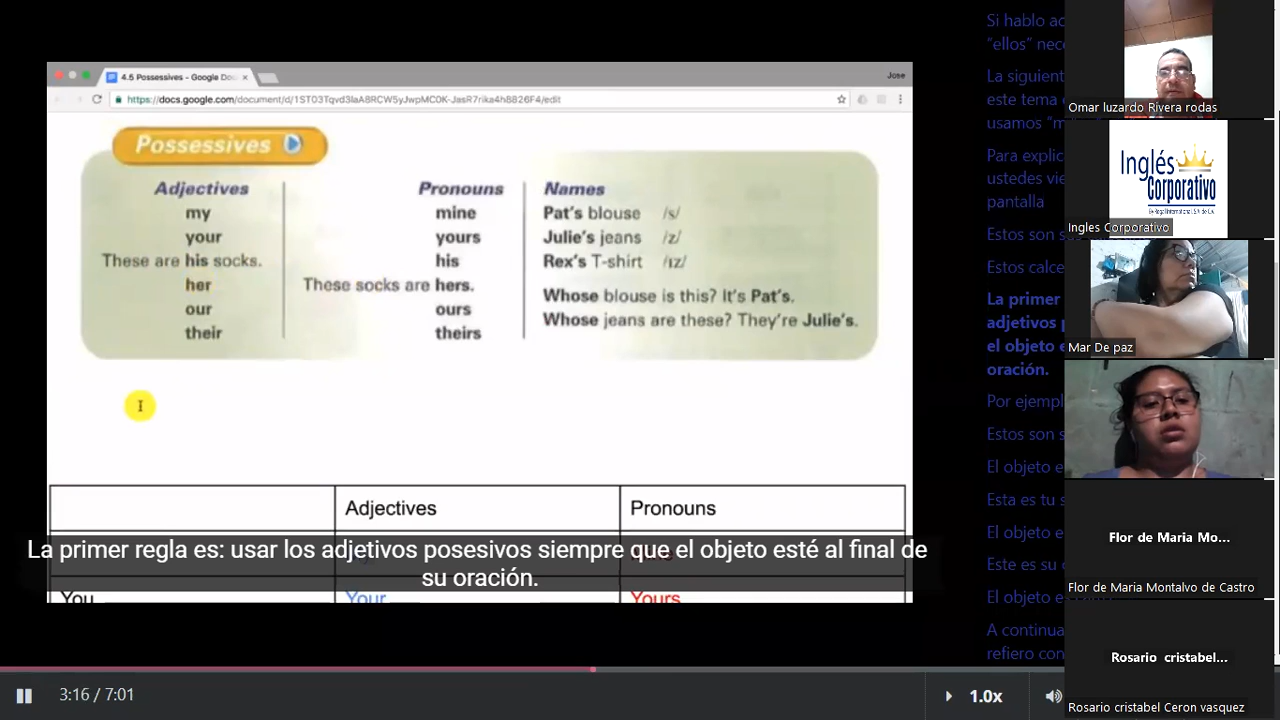 4.5 Possessives - Google Doc
Jose
https://docs.google.com/document/d/1ST03Tqvd3laA8RCW5yJwpMC0K-JasR7rika4hBB26F4/edit
Possessives
Adjectives
my
your
These are his socks.
her
our
their
Pronouns
mine
yours
his
These socks are hers.
ours
theirs
Names
Pat's blouse /s/
Julie's jeans /z/
Rex's T-shirt /ɪz/
Whose blouse is this? It's Pat's.
Whose jeans are these? They're Julie's.
Adjectives
Pronouns
You
Your
Yours
La primer regla es: usar los adjetivos posesivos siempre que el objeto esté al final de
su oración.
3:16 / 7:01
1.0x
Si hablo
"ellos"
La siguient
este tema
usamos
Para explic
ustedes
pantalla
Estos son
Estos calce
La primer
adjetivos
el objeto
oración.
Por ejemp
Estos son
El objeto
Esta es tu
El objeto
Este es su
El objeto
A continua
refiero con
Omar luzardo Rivera rodas
Inglés
Corporativo
Ingles Corporativo
Mar De paz
Flor de Maria Mo...
Flor de Maria Montalvo de Castro
Rosario cristabel...
Rosario cristabel Ceron vasquez